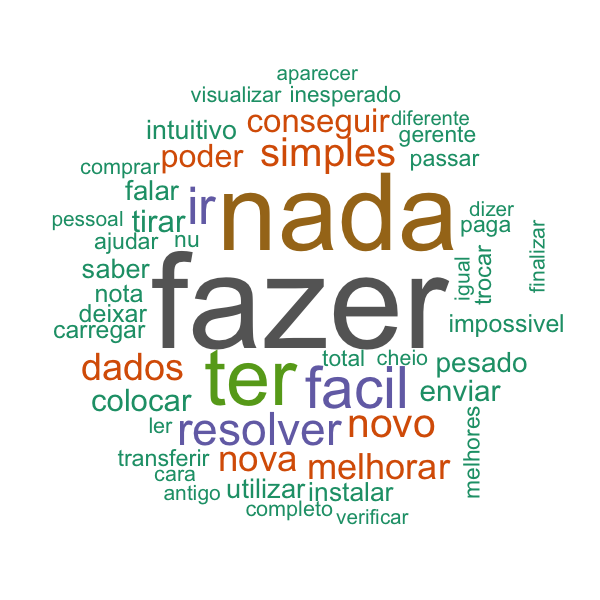 aparecer
visualizar inesperado
intuitivo conseguir diferente
gerente
poder simples passar
comprar
falar ir nada dizer
pessoal tirar paga
ajudar nu
finalizar
saber fazer igual trocar
nota
deixar
carregar impossivel
dados ter total cheio pesado
facil enviar
colocar
ler resolver novo
melhores
transferir nova melhorar
cara
antigo utilizar instalar
completo verificar